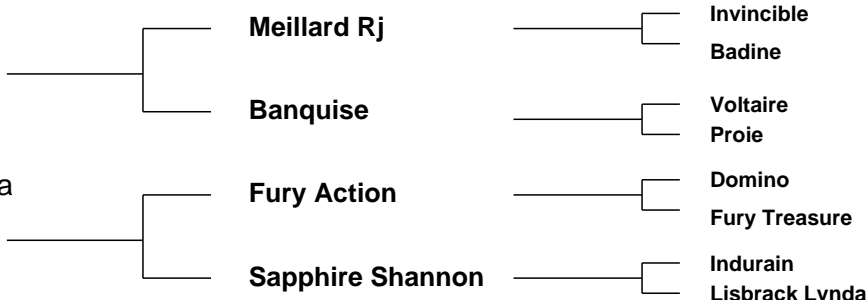 Meillard Rj
Invincible
Badine
Banquise
Voltaire
Proie
a
Fury Action
Domino
Fury Treasure
Sapphire Shannon
Indurain
Lisbrack Lynda